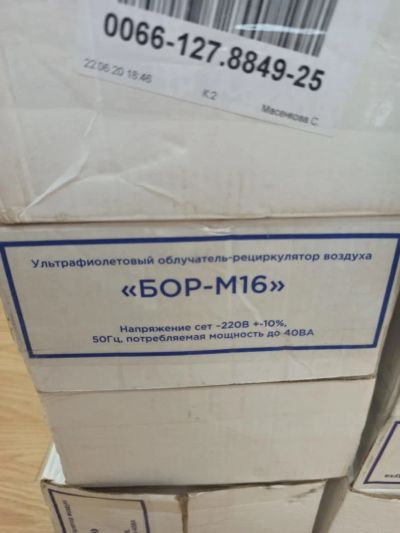 0066-127.8849-25
22.06.20 18:46
К.2
Масенкова С.
Ультрафиолетовый облучатель-рециркулятор воздуха
«БОР-М16»
Напряжение сет ~220В +-10%,
50Гц, потребляемая мощность до 40ВА